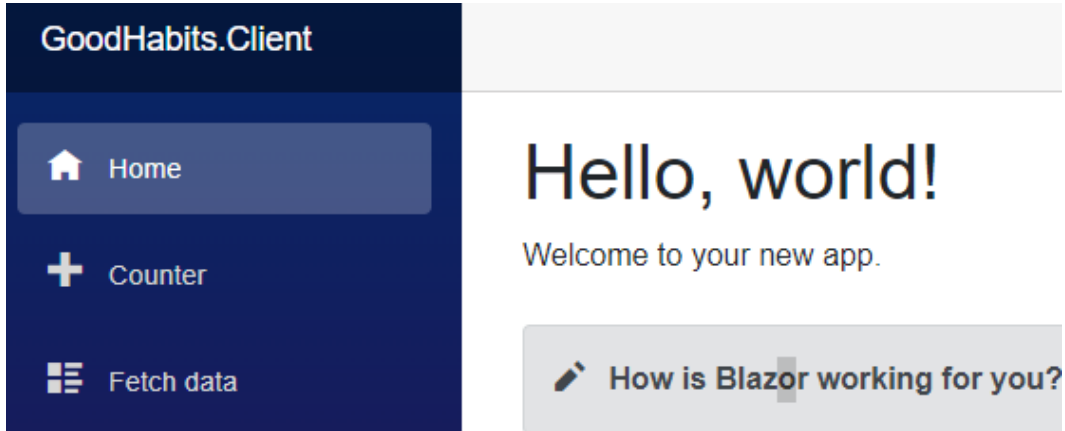 GoodHabits.Client
Home
Counter
Fetch data
Hello, world!
Welcome to your new app.
How is Blazor working for you?